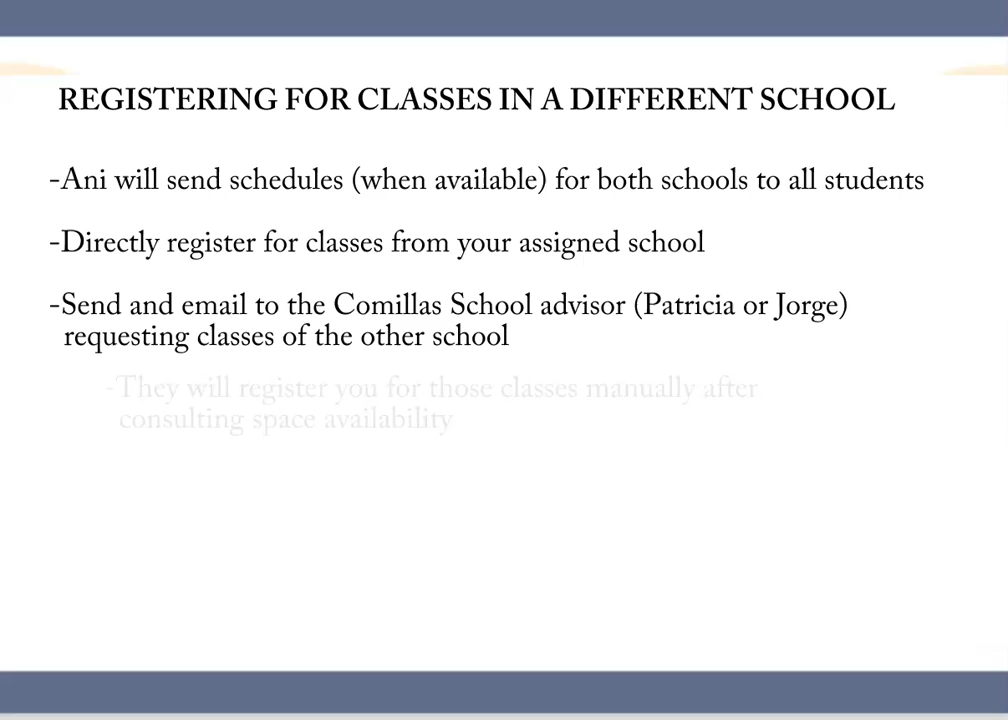 REGISTERING FOR CLASSES IN A DIFFERENT SCHOOL
-Ani will send schedules (when available) for both schools to all students
-Directly register for classes from your assigned school
-Send and email to the Comillas School advisor (Patricia or Jorge)
requesting classes of the other school
-They will register you for those classes manually after
consulting space availability